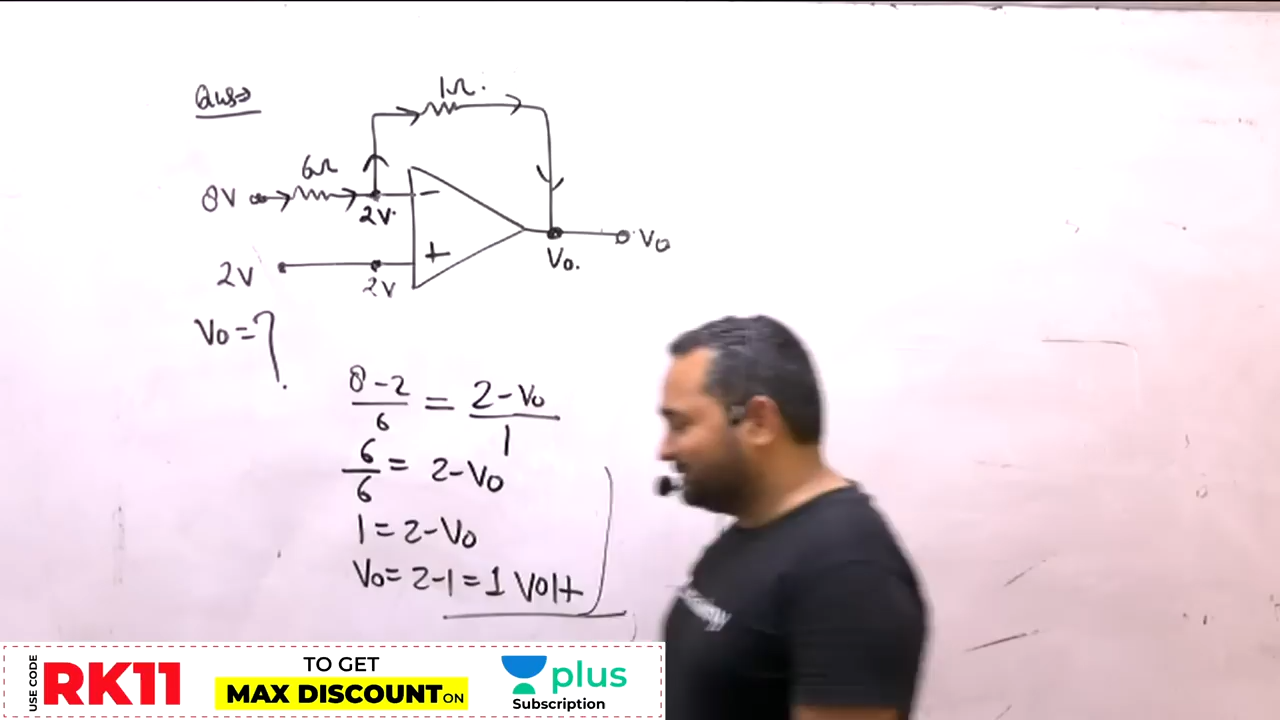 Ques→
1Ω.
6Ω
8V
2V.
−
+
2V
2V
Vo.
Vo
Vo = ?
8-2/6 = 2-Vo/1
6/6 = 2-Vo
1 = 2-Vo
Vo = 2-1 = 1 Volt
USE CODE
RK11
TO GET
MAX DISCOUNT ON
plus
Subscription